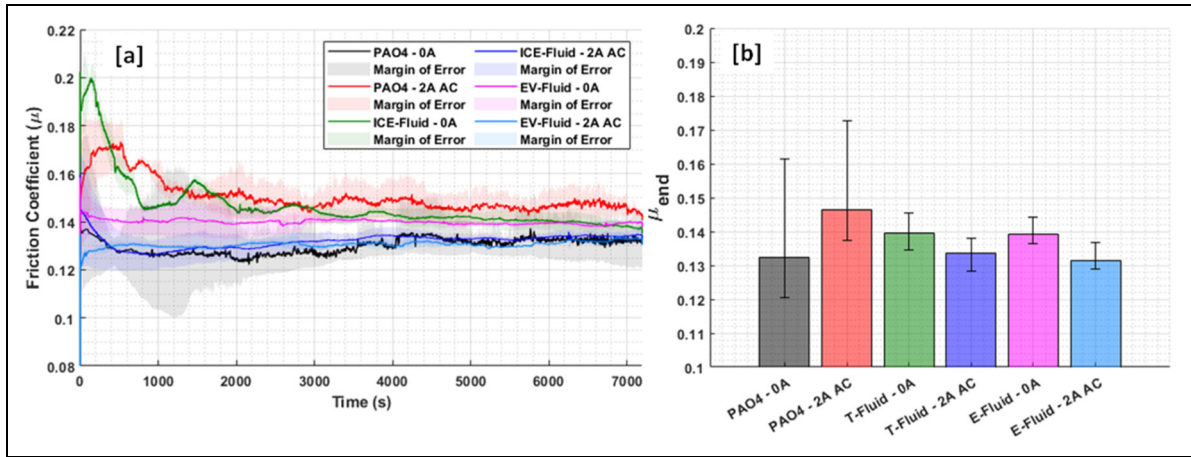 [a]
0.22
0.2
0.18
0.16
0.14
0.12
0.1
0.08
Friction Coefficient (μ)
PAO4 - 0A
Margin of Error
PAO4 - 2A AC
Margin of Error
ICE-Fluid - 0A
Margin of Error
ICE-Fluid - 2A AC
Margin of Error
EV-Fluid - 0A
Margin of Error
EV-Fluid - 2A AC
Margin of Error
0 1000 2000 3000 4000 5000 6000 7000
Time (s)
[b]
0.2
0.19
0.18
0.17
0.16
0.15
0.14
0.13
0.12
0.11
0.1
μend
PAO4 - 0A
PAO4 - 2A AC
T-Fluid - 0A
T-Fluid - 2A AC
E-Fluid - 0A
E-Fluid - 2A AC